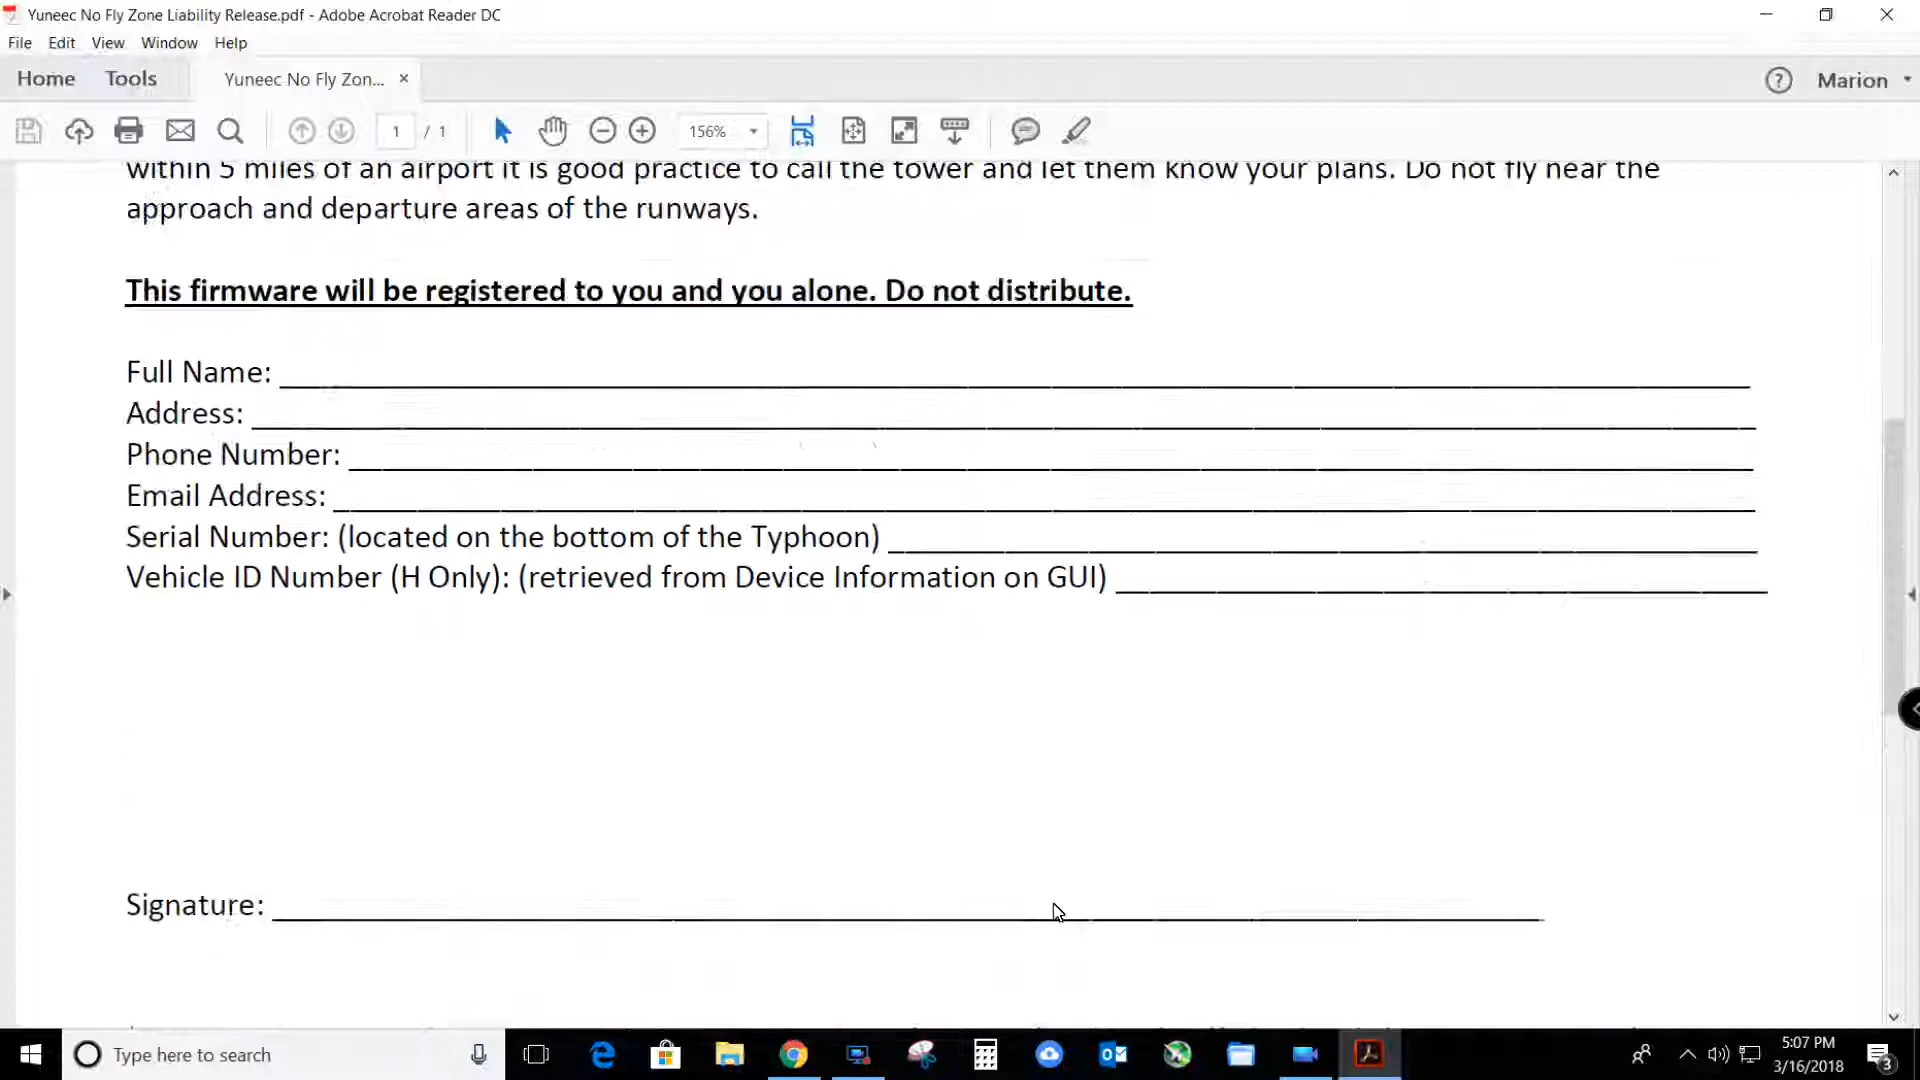 Yuneec No Fly Zone Liability Release.pdf - Adobe Acrobat Reader DC
File Edit View Window Help
Home Tools Yuneec No Fly Zon... × ? Marion
1 / 1 156%
within 5 miles of an airport it is good practice to call the tower and let them know your plans. Do not fly near the
approach and departure areas of the runways.
This firmware will be registered to you and you alone. Do not distribute.
Full Name:
Address:
Phone Number:
Email Address:
Serial Number: (located on the bottom of the Typhoon)
Vehicle ID Number (H Only): (retrieved from Device Information on GUI)
Signature:
Type here to search
5:07 PM
3/16/2018
3